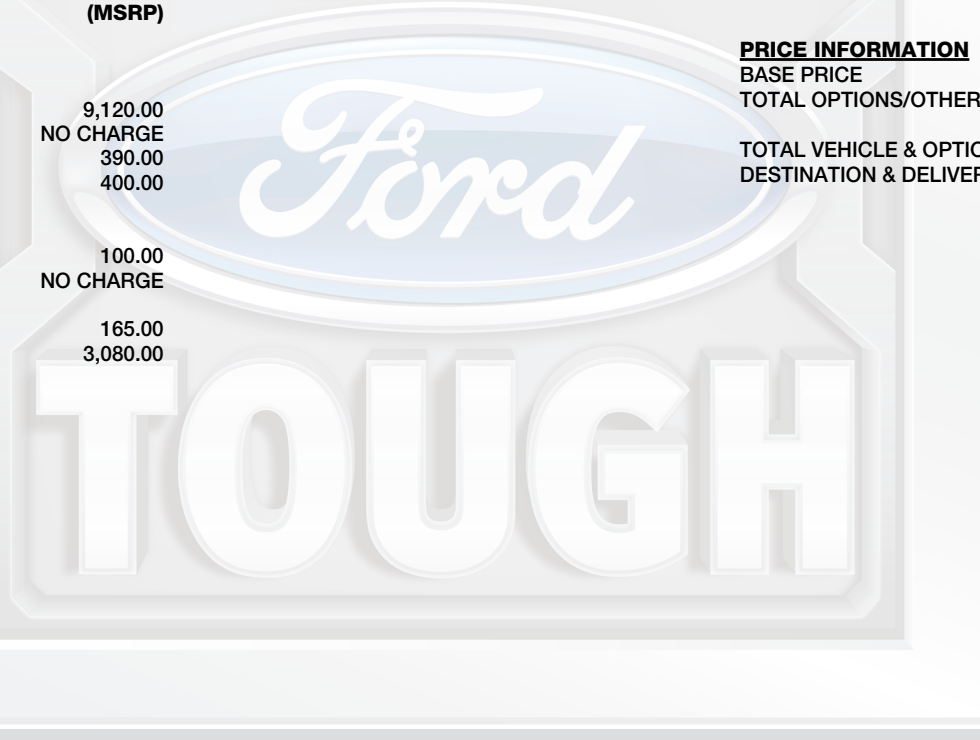 (MSRP)
9,120.00
NO CHARGE
390.00
400.00
100.00
NO CHARGE
165.00
3,080.00
PRICE INFORMATION
BASE PRICE
TOTAL OPTIONS/OTHER
TOTAL VEHICLE & OPTIO
DESTINATION & DELIVER
Ford
TOUGH